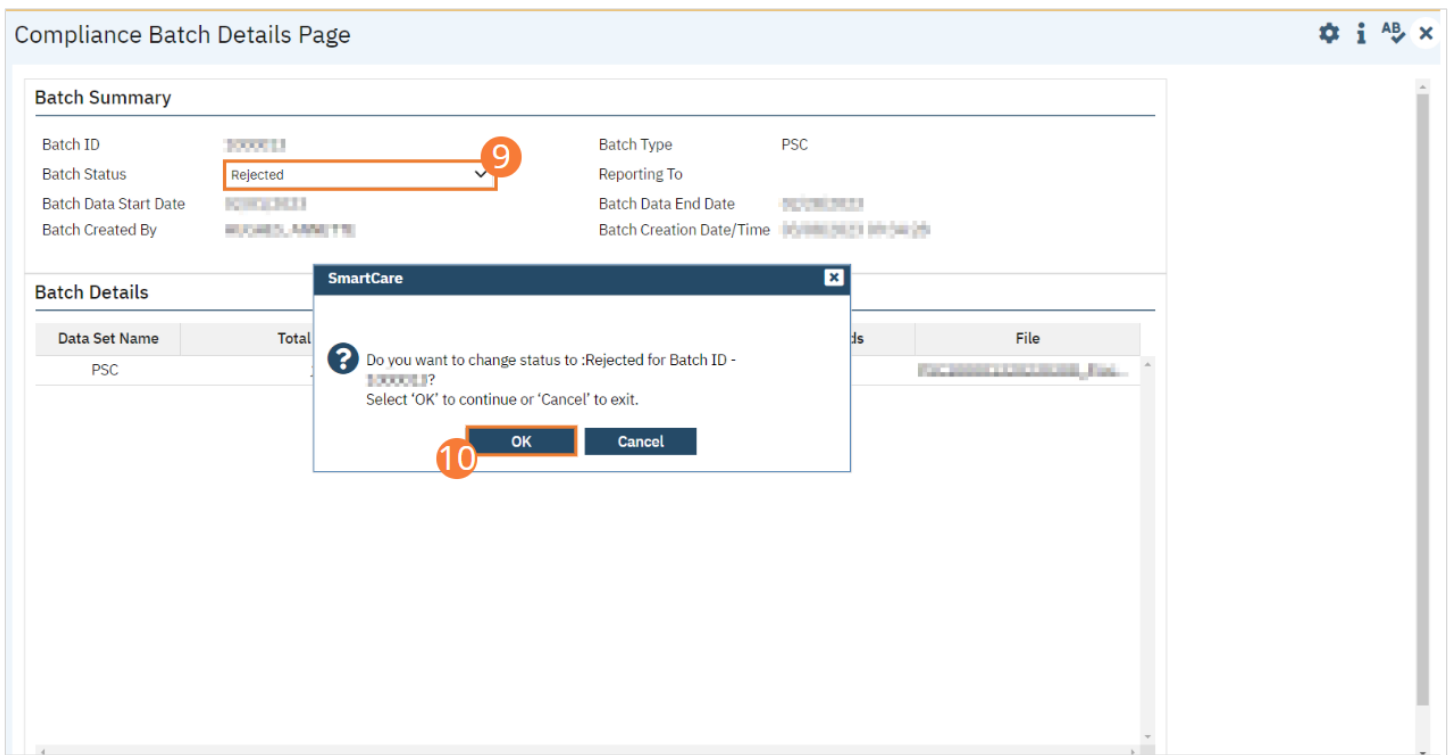 Compliance Batch Details Page
AB
Batch Summary
Batch ID
Batch Type PSC
9
Batch Status Rejected
Reporting To
Batch Data Start Date
Batch Data End Date
Batch Created By
Batch Creation Date/Time
SmartCare
Batch Details
Data Set Name Total ds File
PSC
Do you want to change status to :Rejected for Batch ID -
?
Select ‘OK’ to continue or ‘Cancel’ to exit.
OK Cancel
10